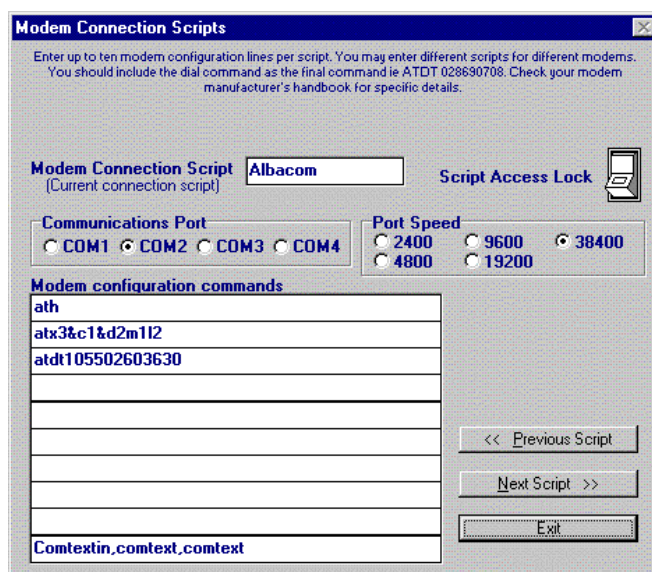 Modem Connection Scripts
Enter up to ten modem configuration lines per script. You may enter different scripts for different modems.
You should include the dial command as the final command ie ATDT 028690708. Check your modem
manufacturer's handbook for specific details.
Modem Connection Script Albacom
(Current connection script)
Script Access Lock
Communications Port
COM1 COM2 COM3 COM4
Port Speed
2400 9600 38400
4800 19200
Modem configuration commands
ath
atx3&c1&d2m1l2
atdt105502603630
<< Previous Script
Next Script >>
Exit
Comtextin,comtext,comtext